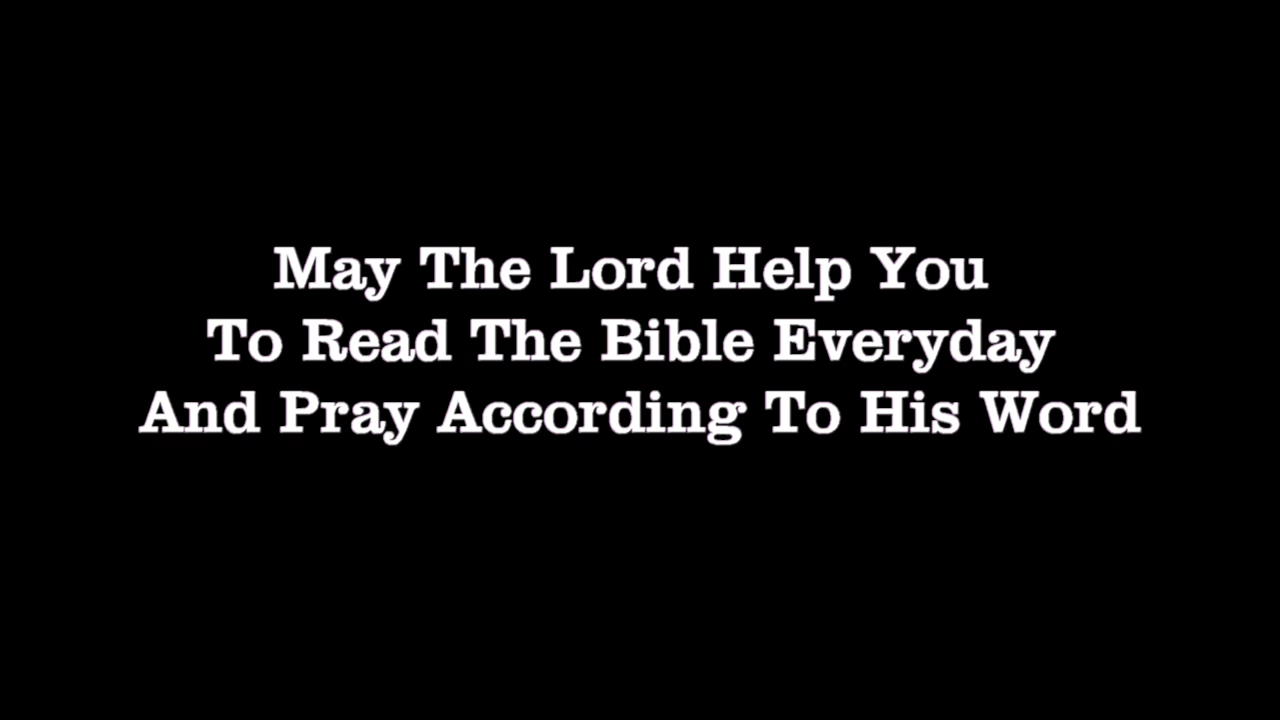 May The Lord Help You
To Read The Bible Everyday
And Pray According To His Word